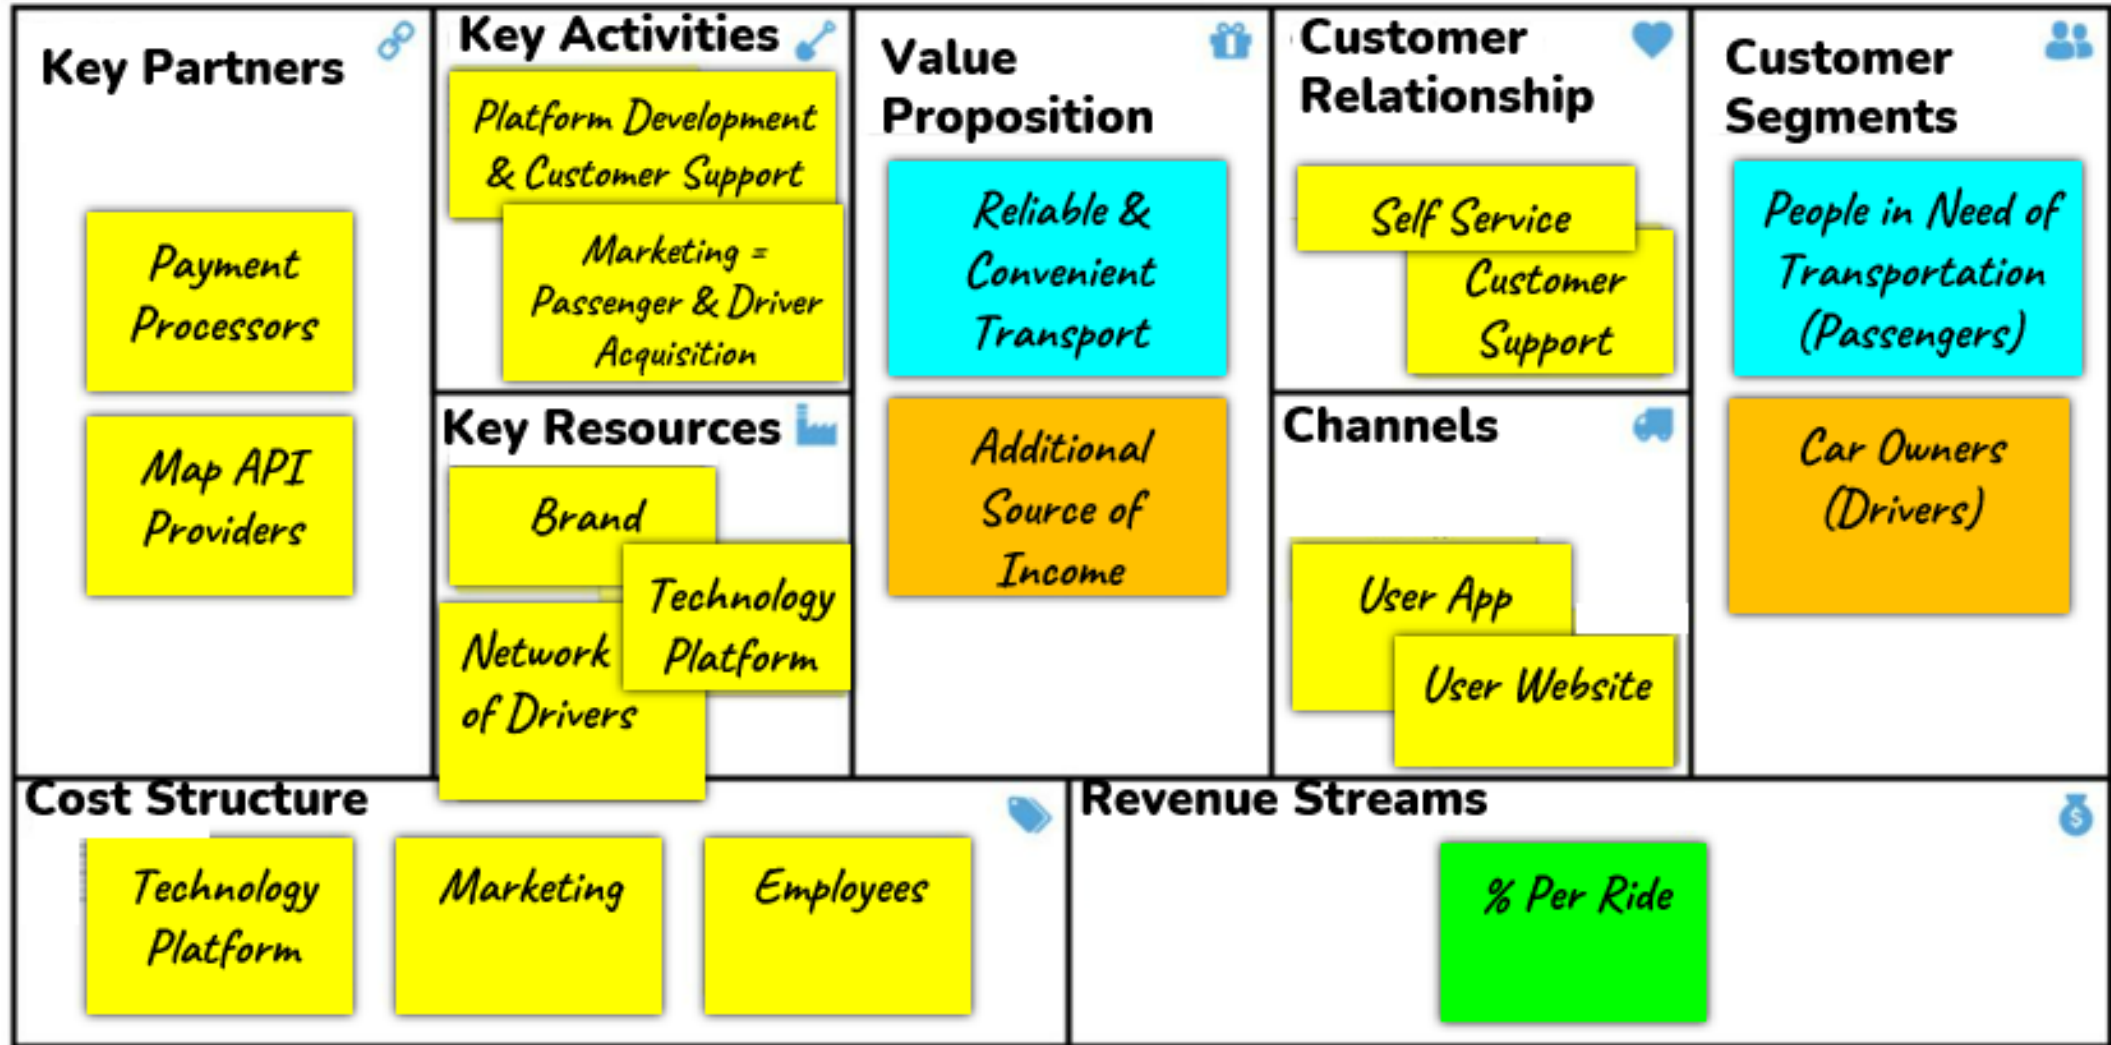 Key Partners
Payment
Processors
Map API
Providers
Key Activities
Platform Development
& Customer Support
Marketing =
Passenger & Driver
Acquisition
Key Resources
Brand
Technology
Platform
Network
of Drivers
Value
Proposition
Reliable &
Convenient
Transport
Additional
Source of
Income
Customer
Relationship
Self Service
Customer
Support
Channels
User App
User Website
Customer
Segments
People in Need of
Transportation
(Passengers)
Car Owners
(Drivers)
Cost Structure
Technology
Platform
Marketing
Employees
Revenue Streams
$
% Per Ride